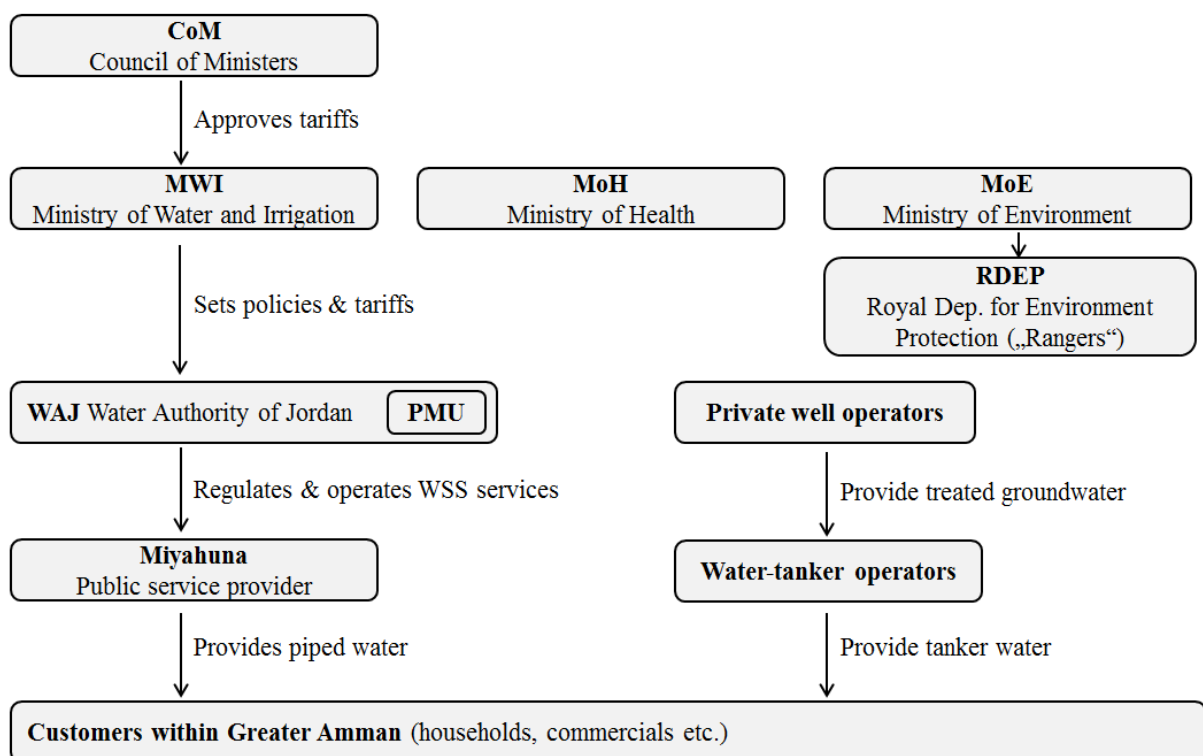 CoM
Council of Ministers
Approves tariffs
MWI
Ministry of Water and Irrigation
MoH
Ministry of Health
MoE
Ministry of Environment
RDEP
Royal Dep. for Environment
Protection („Rangers“)
Sets policies & tariffs
WAJ Water Authority of Jordan
PMU
Private well operators
Regulates & operates WSS services
Provide treated groundwater
Miyahuna
Public service provider
Water-tanker operators
Provides piped water
Provide tanker water
Customers within Greater Amman (households, commercials etc.)